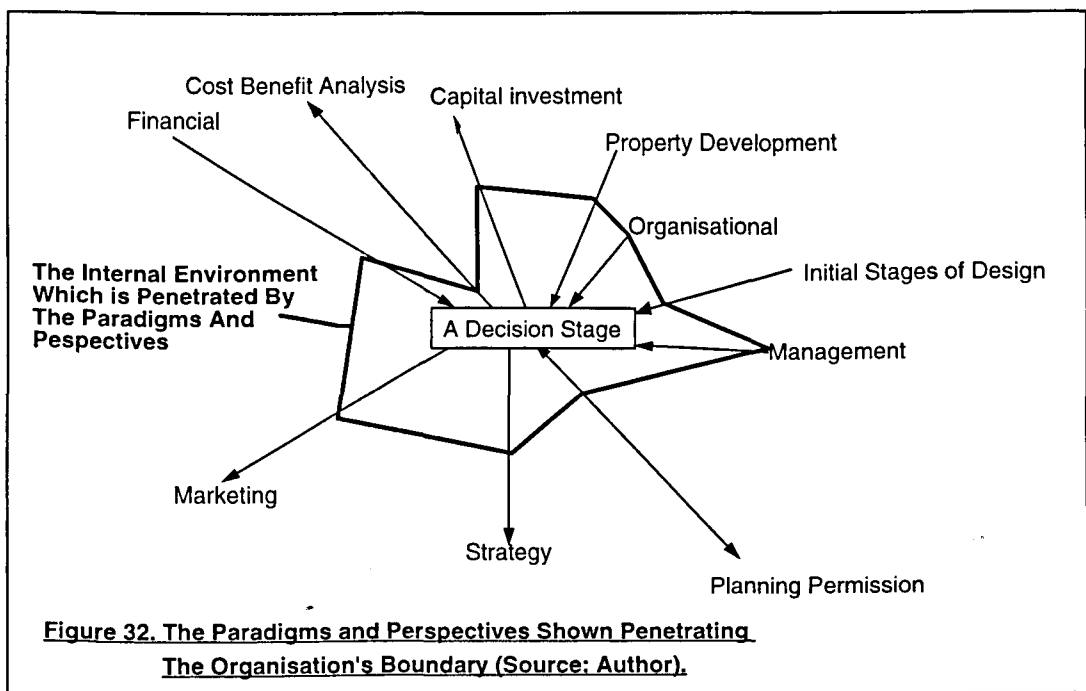 Cost Benefit Analysis
Capital investment
Financial
Property Development
Organisational
The Internal Environment
Which is Penetrated By
The Paradigms And
Pespectives
Initial Stages of Design
A Decision Stage
Management
Marketing
Strategy
Planning Permission
Figure 32. The Paradigms and Perspectives Shown Penetrating
The Organisation's Boundary (Source: Author).